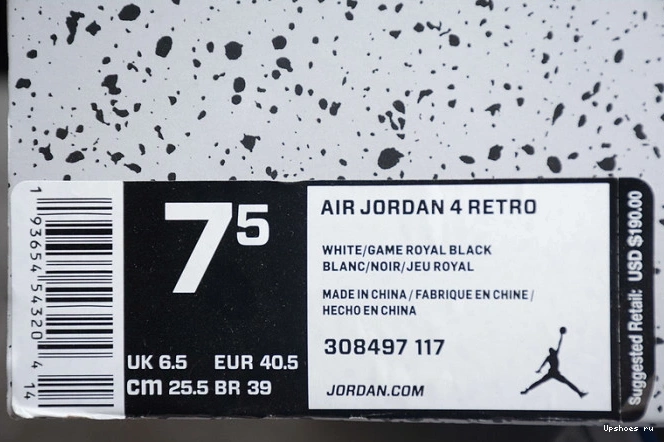 1 93654 54320 4 14
7 5
UK 6.5 EUR 40.5
cm 25.5 BR 39
AIR JORDAN 4 RETRO
WHITE/GAME ROYAL BLACK
BLANC/NOIR/JEU ROYAL
MADE IN CHINA / FABRIQUE EN CHINE /
HECHO EN CHINA
308497 117
JORDAN.COM
Suggested Retail: USD $190.00
Upshoes ru